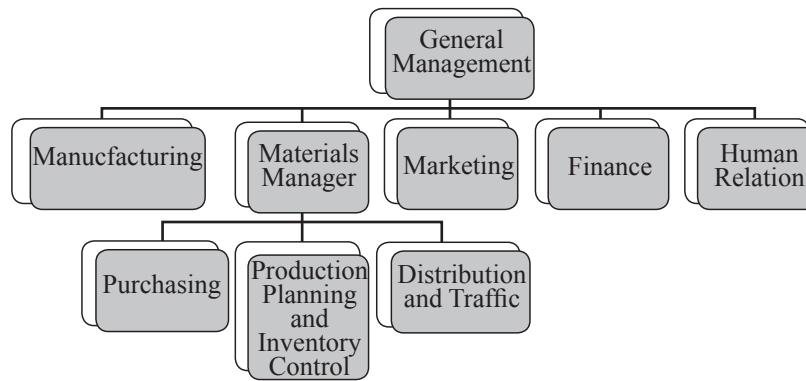 General
Management
Manucfacturing
Materials
Manager
Marketing
Finance
Human
Relation
Purchasing
Production
Planning
and
Inventory
Control
Distribution
and Traffic